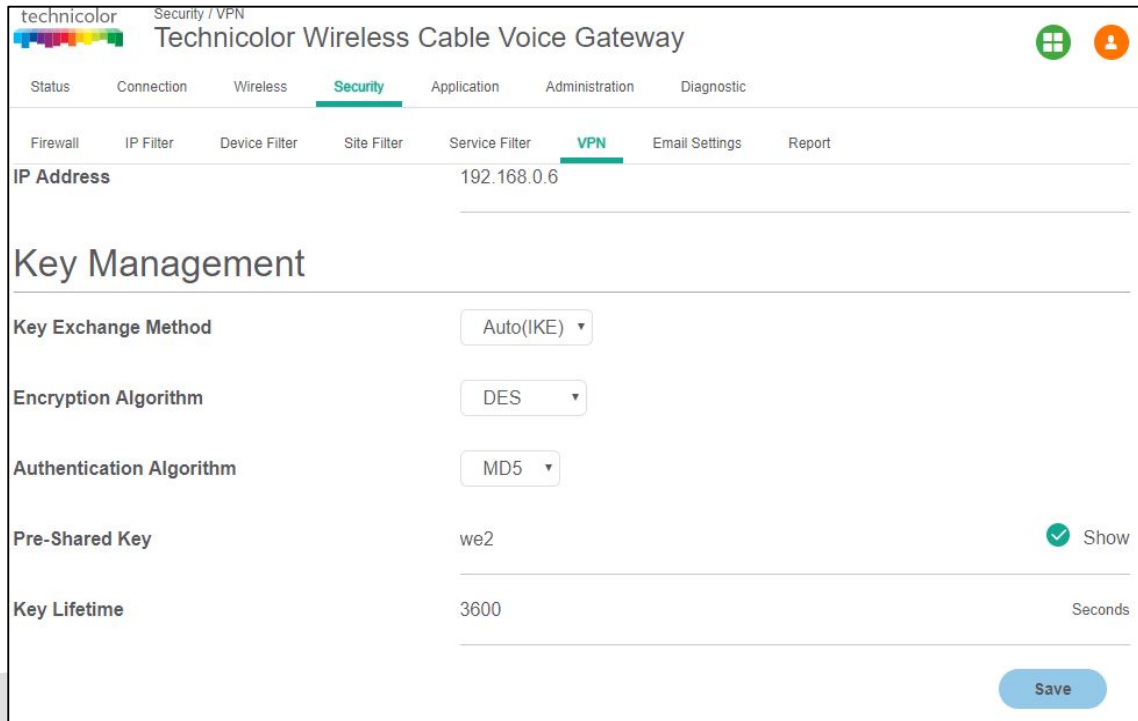 technicolor
Security / VPN
Technicolor Wireless Cable Voice Gateway
Status Connection Wireless Security Application Administration Diagnostic
Firewall IP Filter Device Filter Site Filter Service Filter VPN Email Settings Report
IP Address 192.168.0.6
Key Management
Key Exchange Method Auto(IKE)
Encryption Algorithm DES
Authentication Algorithm MD5
Pre-Shared Key we2 Show
Key Lifetime 3600 Seconds
Save